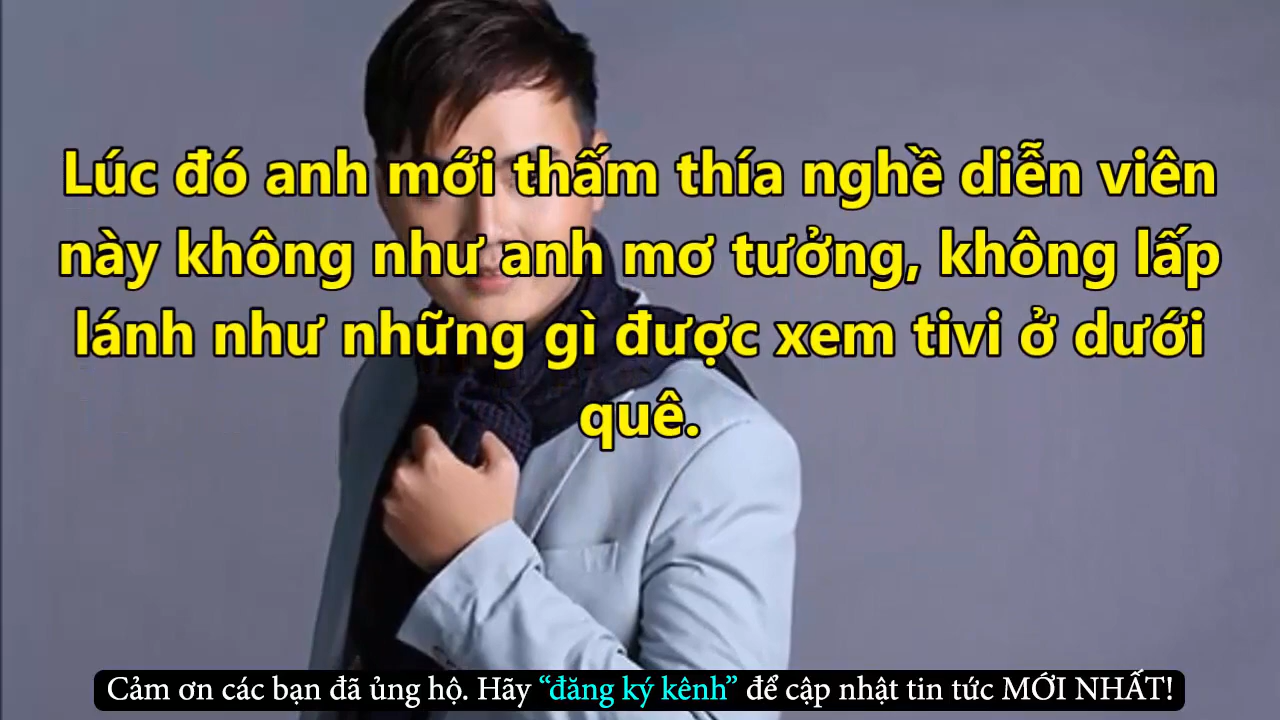 Lúc đó anh mới thấm thía nghề diễn viên
này không như anh mơ tưởng, không lấp
lánh như những gì được xem tivi ở dưới
quê.
Cảm ơn các bạn đã ủng hộ. Hãy “đăng ký kênh” để cập nhật tin tức MỚI NHẤT!